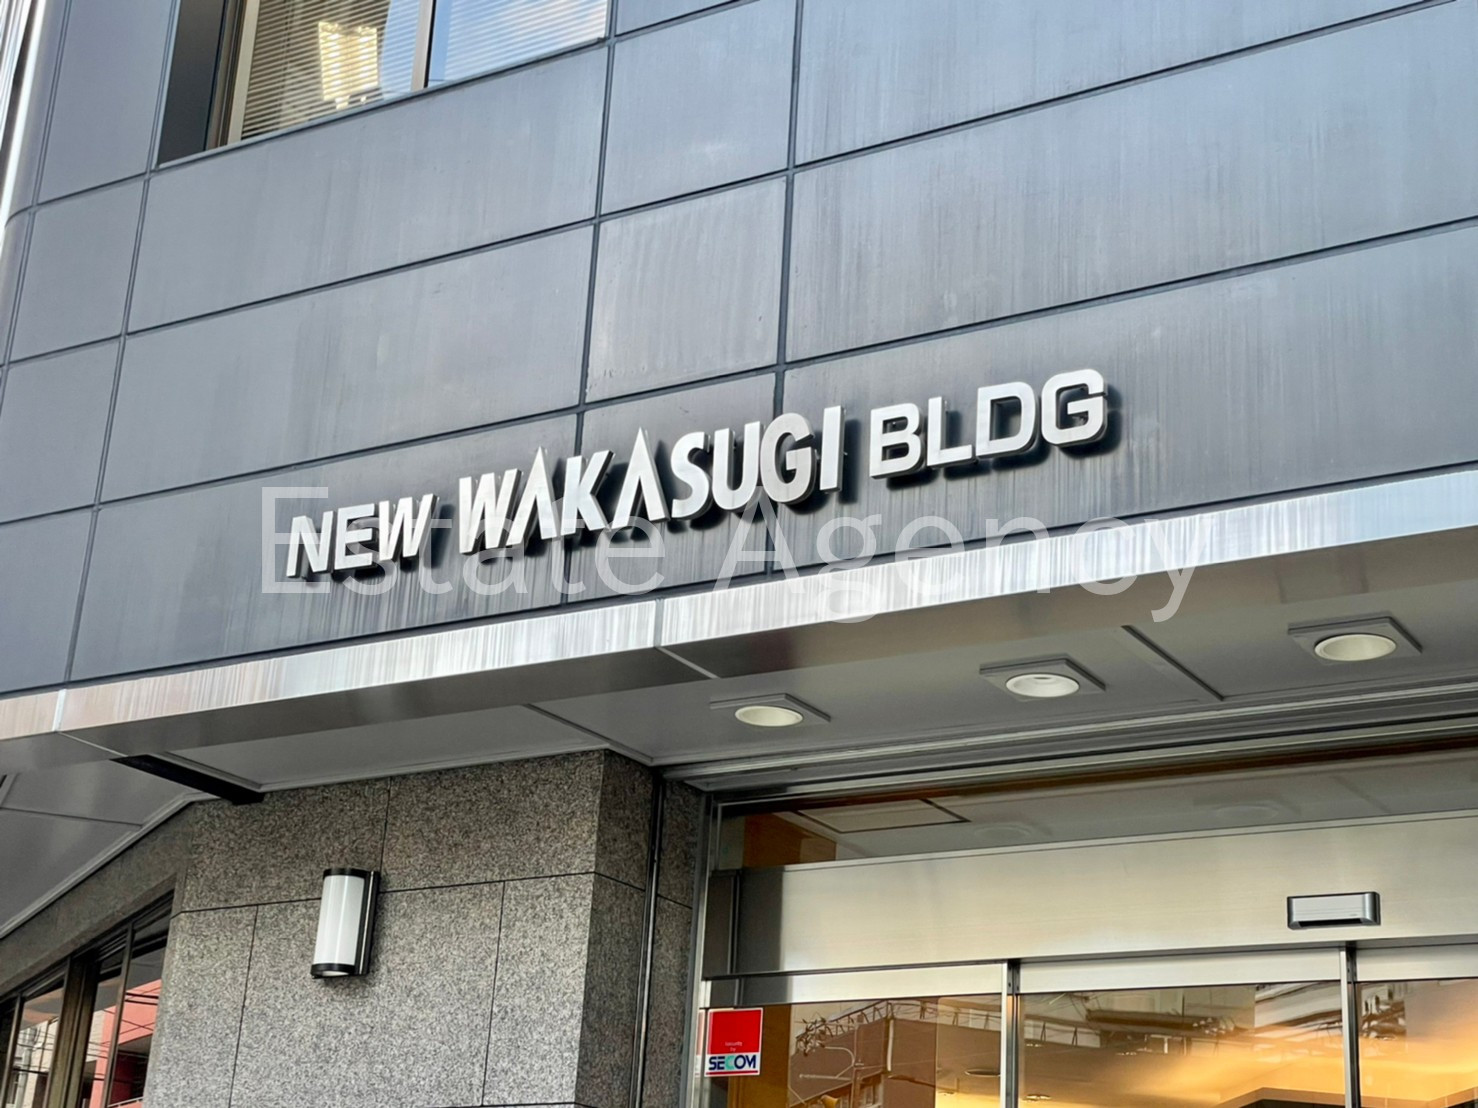 NEW WAKASUGI BLDG
Estate Agency
SECOM